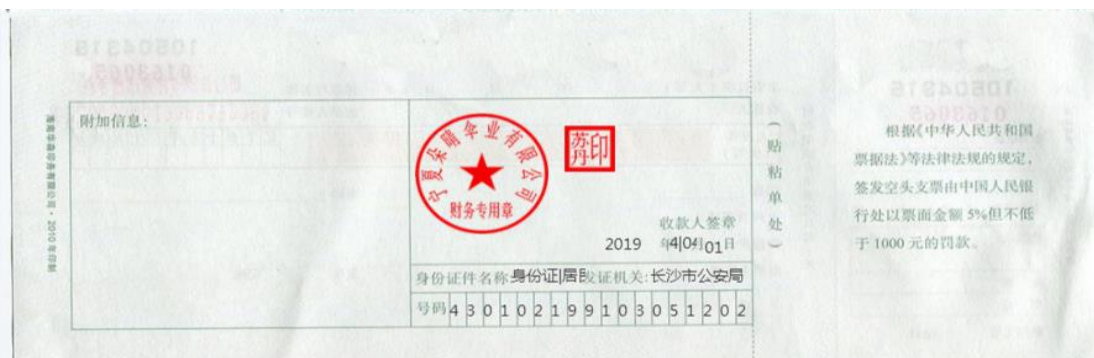 附加信息:
宁夏朵晴伞业有限公司
财务专用章
苏丹印
收款人签章
2019 年4|04月01日
身份证件名称:身份证|居民发证机关:长沙市公安局
号码430102199103051202
(贴粘单处)
根据《中华人民共和国
票据法》等法律法规的规定,
签发空头支票由中国人民银
行处以票面金额 5%但不低
于 1000 元的罚款。